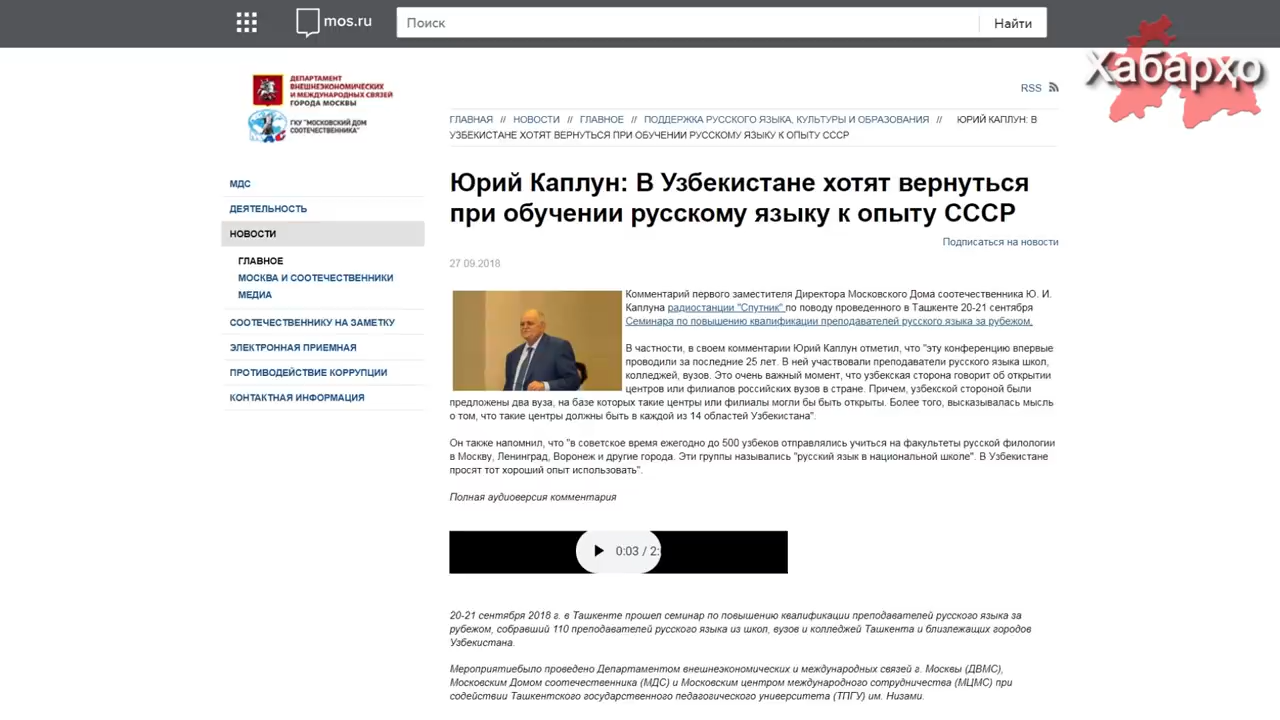 mos.ru
Поиск
Найти
Хабарҳо
ДЕПАРТАМЕНТ
ВНЕШНЕЭКОНОМИЧЕСКИХ
И МЕЖДУНАРОДНЫХ СВЯЗЕЙ
ГОРОДА МОСКВЫ
ГКУ "МОСКОВСКИЙ ДОМ
СООТЕЧЕСТВЕННИКА"
RSS
ГЛАВНАЯ // НОВОСТИ // ГЛАВНОЕ // ПОДДЕРЖКА РУССКОГО ЯЗЫКА, КУЛЬТУРЫ И ОБРАЗОВАНИЯ // ЮРИЙ КАПЛУН: В
УЗБЕКИСТАНЕ ХОТЯТ ВЕРНУТЬСЯ ПРИ ОБУЧЕНИИ РУССКОМУ ЯЗЫКУ К ОПЫТУ СССР
МДС
ДЕЯТЕЛЬНОСТЬ
НОВОСТИ
ГЛАВНОЕ
МОСКВА И СООТЕЧЕСТВЕННИКИ
МЕДИА
СООТЕЧЕСТВЕННИКУ НА ЗАМЕТКУ
ЭЛЕКТРОННАЯ ПРИЕМНАЯ
ПРОТИВОДЕЙСТВИЕ КОРРУПЦИИ
КОНТАКТНАЯ ИНФОРМАЦИЯ
Юрий Каплун: В Узбекистане хотят вернуться
при обучении русскому языку к опыту СССР
Подписаться на новости
27 09.2018
Комментарий первого заместителя Директора Московского Дома соотечественника Ю. И.
Каплуна радиостанции "Спутник" по поводу проведенного в Ташкенте 20-21 сентября
Семинара по повышению квалификации преподавателей русского языка за рубежом.
В частности, в своем комментарии Юрий Каплун отметил, что "эту конференцию впервые
проводили за последние 25 лет. В ней участвовали преподаватели русского языка школ,
колледжей, вузов. Это очень важный момент, что узбекская сторона говорит об открытии
центров или филиалов российских вузов в стране. Причем, узбекской стороной были
предложены два вуза, на базе которых такие центры или филиалы могли бы быть открыты. Более того, высказывалась мысль
о том, что такие центры должны быть в каждой из 14 областей Узбекистана".
Он также напомнил, что "в советское время ежегодно до 500 узбеков отправлялись учиться на факультеты русской филологии
в Москву, Ленинград, Воронеж и другие города. Эти группы назывались "русский язык в национальной школе". В Узбекистане
просят тот хороший опыт использовать".
Полная аудиоверсия комментария
0:03 / 2:
20-21 сентября 2018 г. в Ташкенте прошел семинар по повышению квалификации преподавателей русского языка за
рубежом, собравший 110 преподавателей русского языка из школ, вузов и колледжей Ташкента и близлежащих городов
Узбекистана.
Мероприятиебыло проведено Департаментом внешнеэкономических и международных связей г. Москвы (ДВМС),
Московским Домом соотечественника (МДС) и Московским центром международного сотрудничества (МЦМС) при
содействии Ташкентского государственного педагогического университета (ТПГУ) им. Низами.